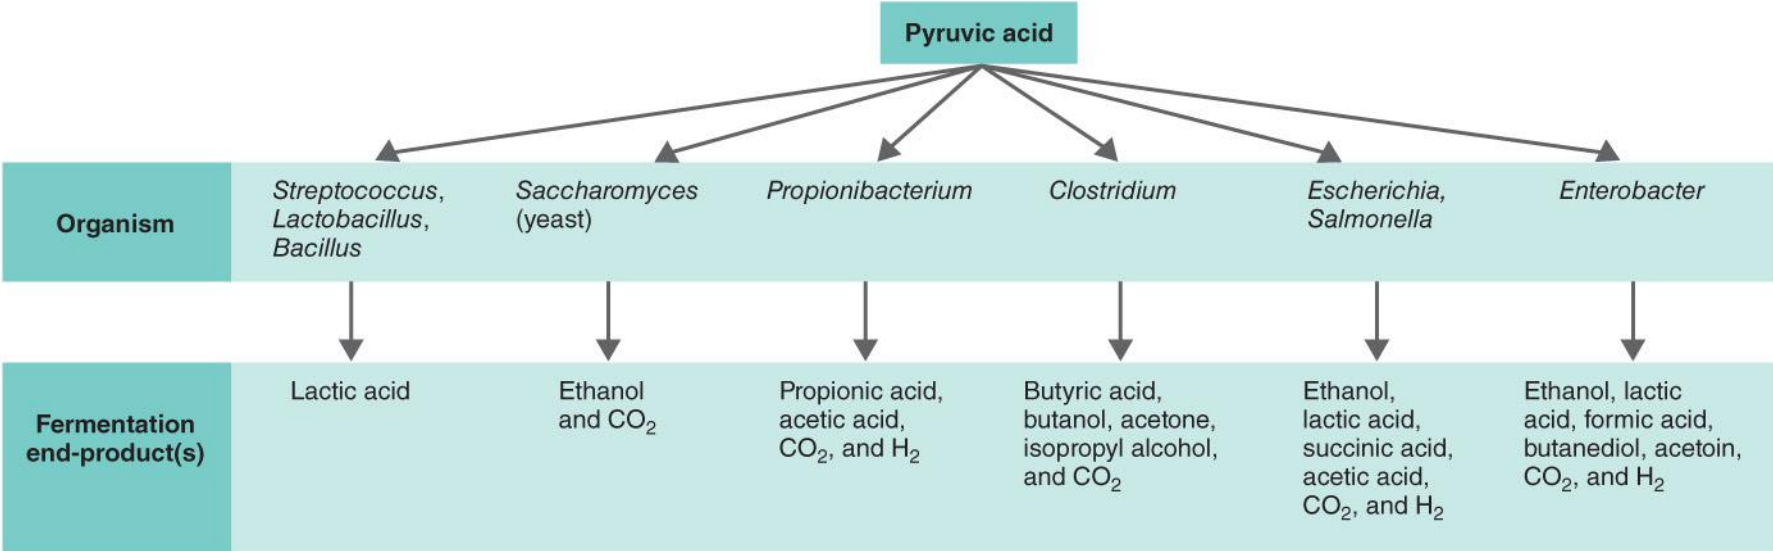 Pyruvic acid
Organism
Streptococcus,
Lactobacillus,
Bacillus
Saccharomyces
(yeast)
Propionibacterium
Clostridium
Escherichia,
Salmonella
Enterobacter
Fermentation
end-product(s)
Lactic acid
Ethanol
and CO₂
Propionic acid,
acetic acid,
CO₂, and H₂
Butyric acid,
butanol, acetone,
isopropyl alcohol,
and CO₂
Ethanol,
lactic acid,
succinic acid,
acetic acid,
CO₂, and H₂
Ethanol, lactic
acid, formic acid,
butanediol, acetoin,
CO₂, and H₂